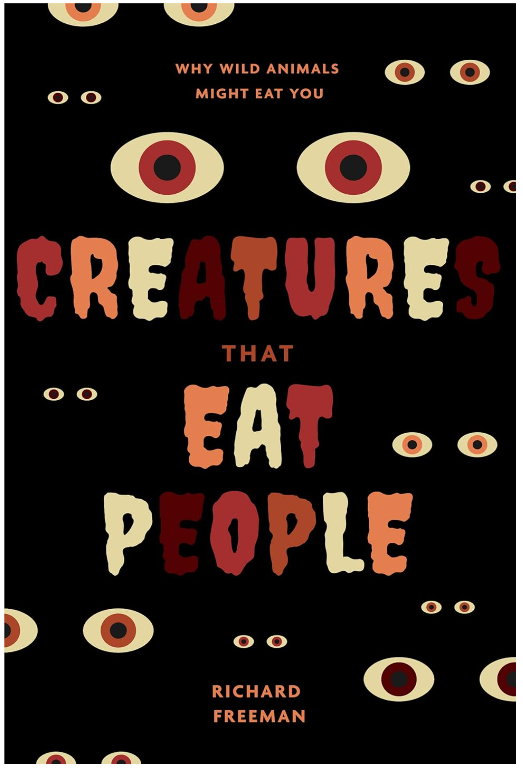 WHY WILD ANIMALS
MIGHT EAT YOU
CREATURES
THAT
EAT
PEOPLE
RICHARD
FREEMAN